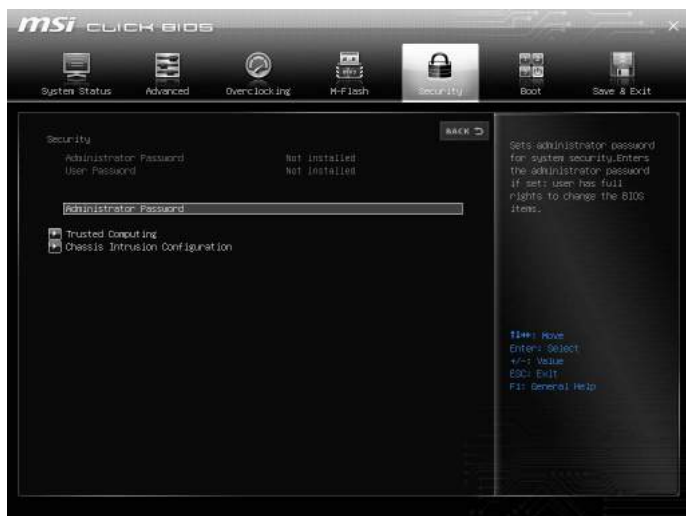 msi CLICK BIOS
System Status
Advanced
Overclocking
M-Flash
Security
Boot
Save & Exit
BACK
Security
Administrator Password Not installed
User Password Not installed
Administrator Password
Trusted Computing
Chassis Intrusion Configuration
Sets administrator password
for system security.Enters
the administrator password
if set: user has full
rights to change the BIOS
items.
↑↓←→: Move
Enter: Select
+/-: Value
ESC: Exit
F1: General Help